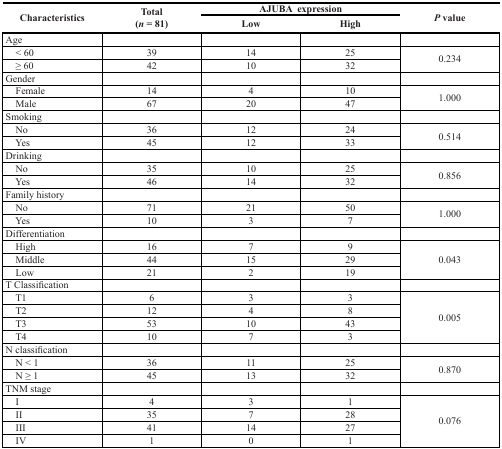 Characteristics Total (n = 81) AJUBA expression P value
Low High
Age
< 60 39 14 25 0.234
≥ 60 42 10 32
Gender
Female 14 4 10 1.000
Male 67 20 47
Smoking
No 36 12 24 0.514
Yes 45 12 33
Drinking
No 35 10 25 0.856
Yes 46 14 32
Family history
No 71 21 50 1.000
Yes 10 3 7
Differentiation
High 16 7 9 0.043
Middle 44 15 29
Low 21 2 19
T Classification
T1 6 3 3 0.005
T2 12 4 8
T3 53 10 43
T4 10 7 3
N classification
N < 1 36 11 25 0.870
N ≥ 1 45 13 32
TNM stage
I 4 3 1 0.076
II 35 7 28
III 41 14 27
IV 1 0 1